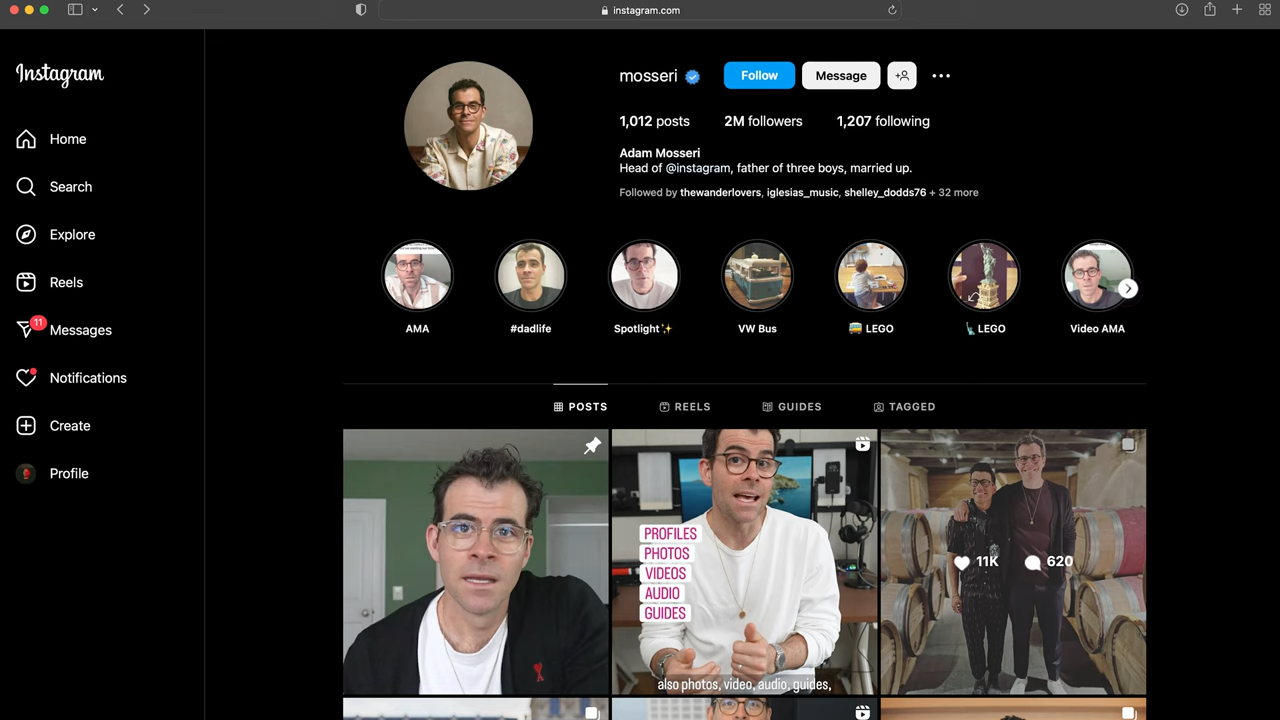 instagram.com
Instagram
Home
Search
Explore
Reels
11
Messages
Notifications
Create
Profile
mosseri
Follow
Message
1,012 posts
2M followers
1,207 following
Adam Mosseri
Head of @instagram, father of three boys, married up.
Followed by thewanderlovers, iglesias_music, shelley_dodds76 + 32 more
AMA
#dadlife
Spotlight✨
VW Bus
🚌 LEGO
🗽LEGO
Video AMA
POSTS
REELS
GUIDES
TAGGED
PROFILES
PHOTOS
VIDEOS
AUDIO
GUIDES
also photos, video, audio, guides,
11K
620